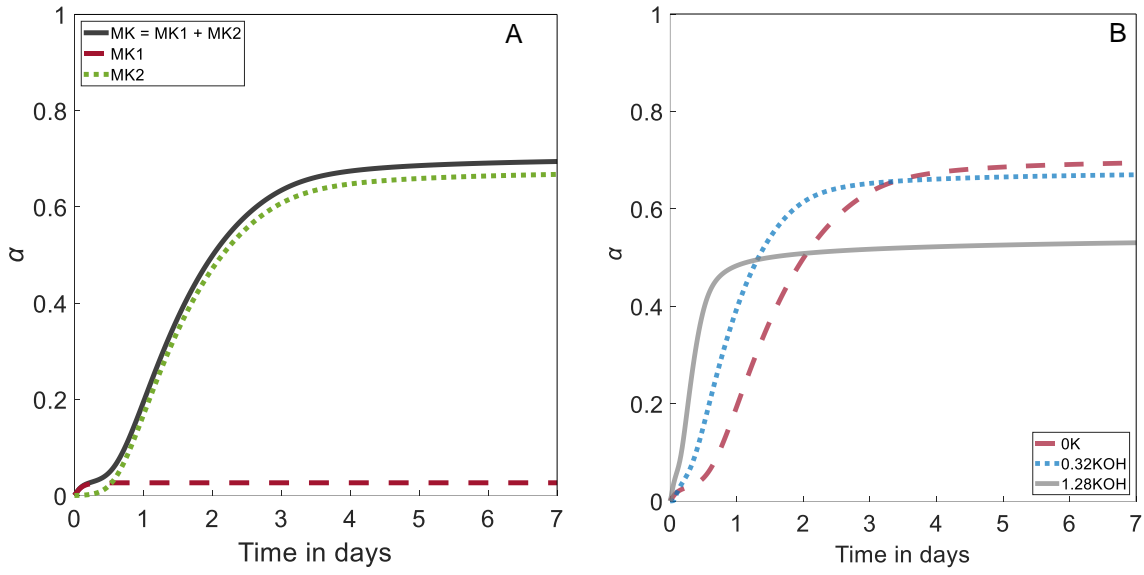 A
MK = MK1 + MK2
MK1
MK2
1
0.8
0.6
0.4
0.2
0
α
0 1 2 3 4 5 6 7
Time in days
B
1
0.8
0.6
0.4
0.2
0
α
0K
0.32KOH
1.28KOH
0 1 2 3 4 5 6 7
Time in days